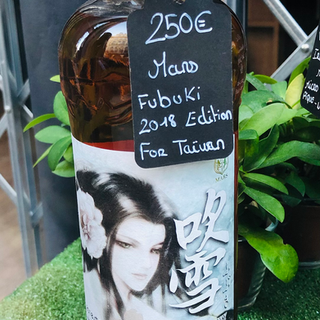 250€
Mars
Fubuki
2018 Edition
For Taiwan
吹雪